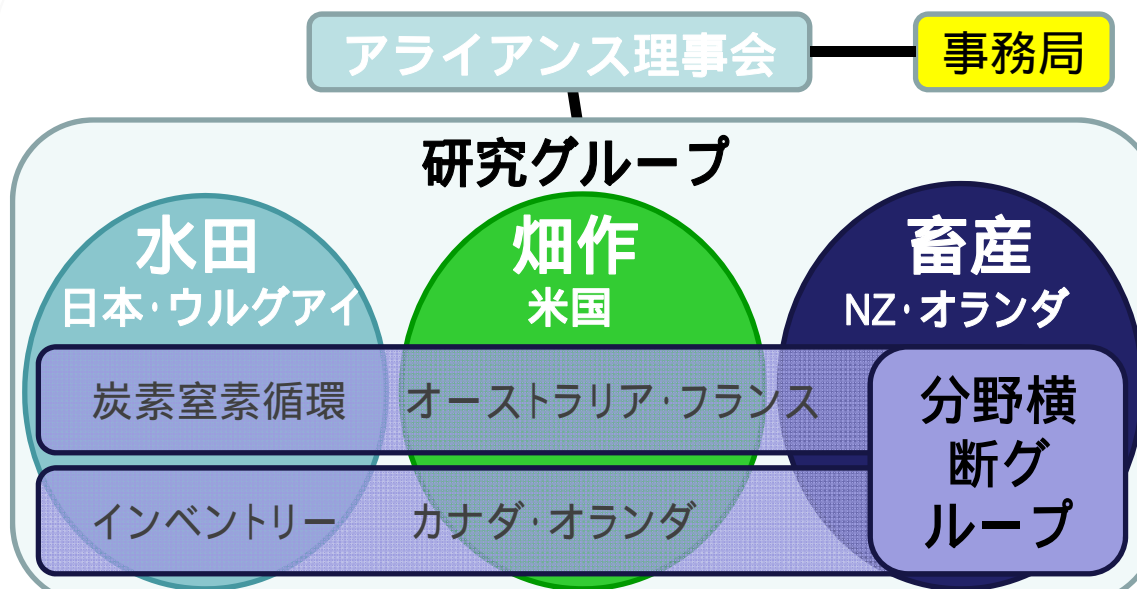 アライアンス理事会
事務局
研究グループ
水田
日本・ウルグアイ
畑作
米国
畜産
NZ・オランダ
炭素窒素循環
オーストラリア・フランス
インベントリー
カナダ・オランダ
分野横
断グ
ループ